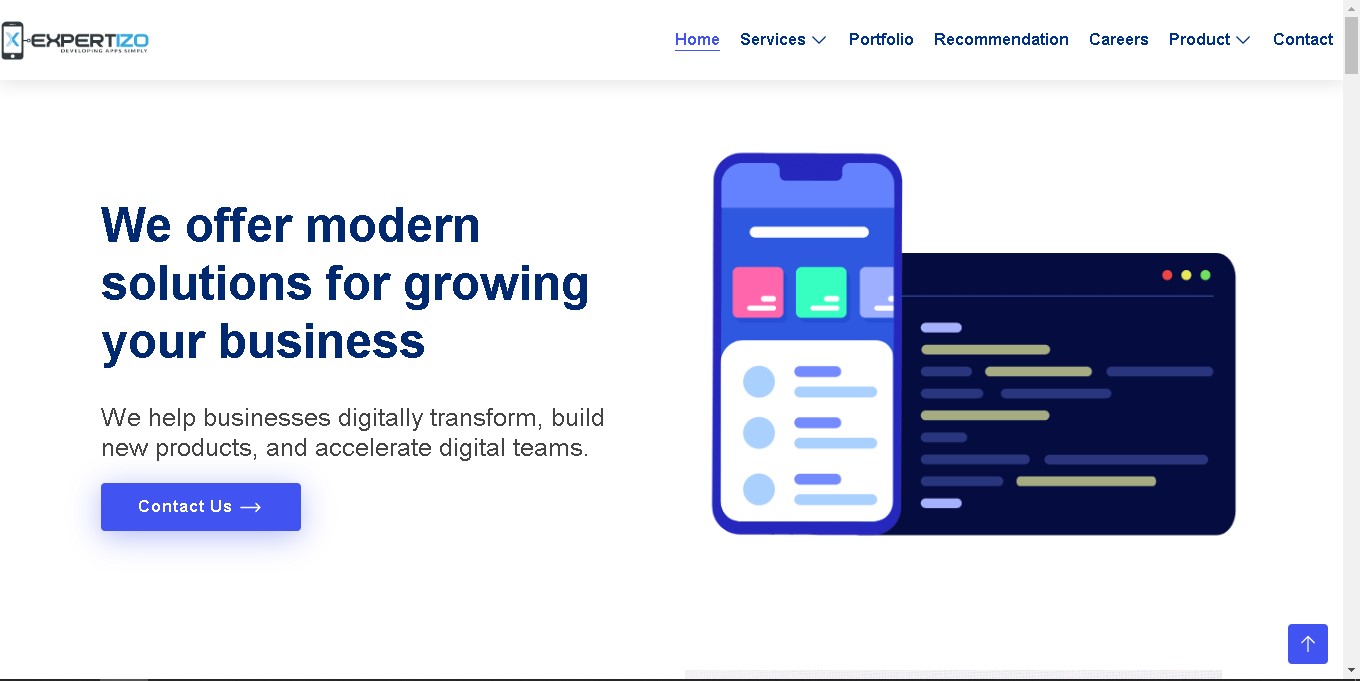 EXPERTIZO
DEVELOPING APPS SIMPLY
Home Services Portfolio Recommendation Careers Product Contact
We offer modern
solutions for growing
your business
We help businesses digitally transform, build
new products, and accelerate digital teams.
Contact Us